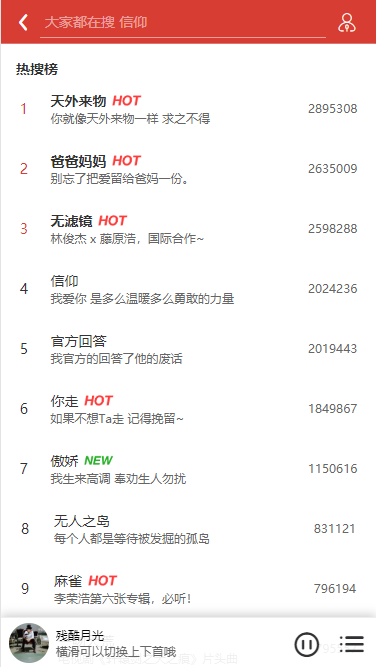 大家都在搜 信仰
热搜榜
1 天外来物 HOT 2895308
你就像天外来物一样 求之不得
2 爸爸妈妈 HOT 2635009
别忘了把爱留给爸妈一份。
3 无滤镜 HOT 2598288
林俊杰 x 藤原浩，国际合作~
4 信仰 2024236
我爱你 是多么温暖多么勇敢的力量
5 官方回答 2019443
我官方的回答了他的废话
6 你走 HOT 1849867
如果不想Ta走 记得挽留~
7 傲娇 NEW 1150616
我生来高调 奉劝生人勿扰
8 无人之岛 831121
每个人都是等待被发掘的孤岛
9 麻雀 HOT 796194
李荣浩第六张专辑，必听！
残酷月光
横滑可以切换上下首哦